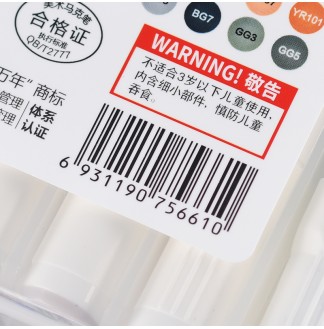 美术马克者
合格证
执行标准
QB/T2777
BG7
YR101
GG3
GG5
WARNING! 敬告
不适合3岁以下儿童使用,
内含细小部件, 慎防儿童
吞食。
万年” 商标
管理 体系
管理 认证
6 931190 756610